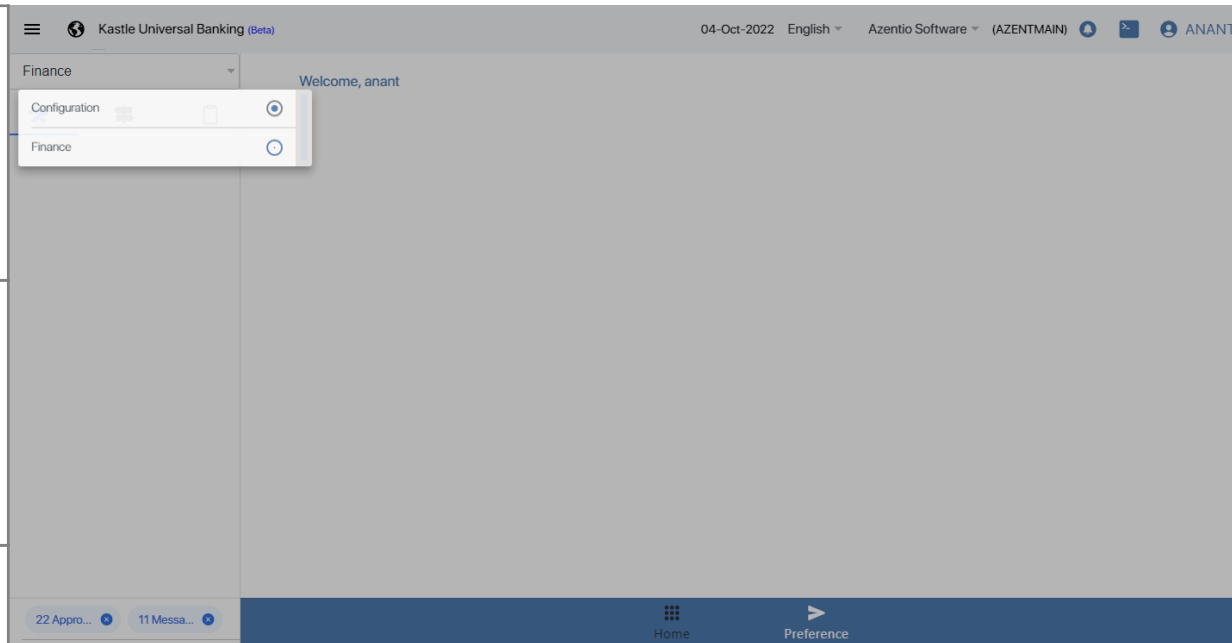 Kastle Universal Banking (Beta) 04-Oct-2022 English Azentio Software (AZENTMAIN) ANANT
Finance
Welcome, anant
Configuration
Finance
22 Appro... 11 Messa...
Home Preference